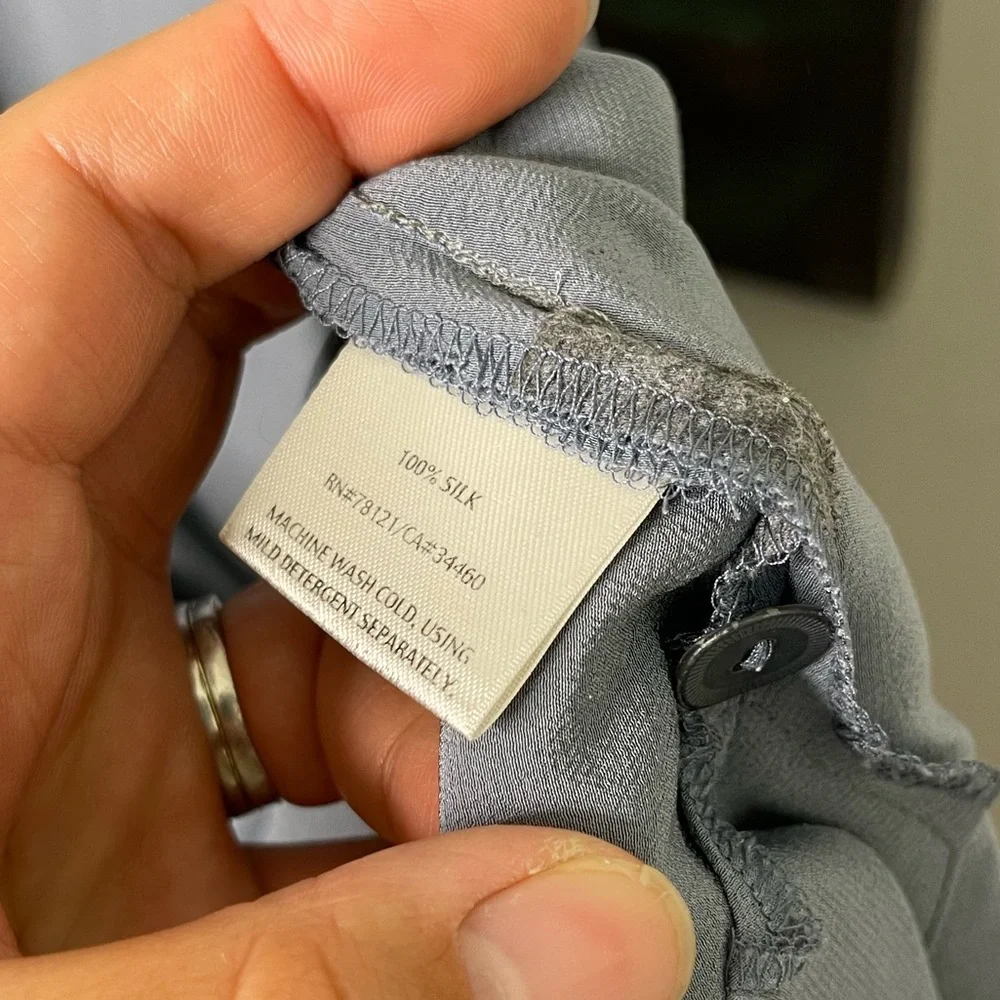 100% SILK
RN#78121/CA#34460
MACHINE WASH COLD, USING
MILD DETERGENT SEPARATELY.